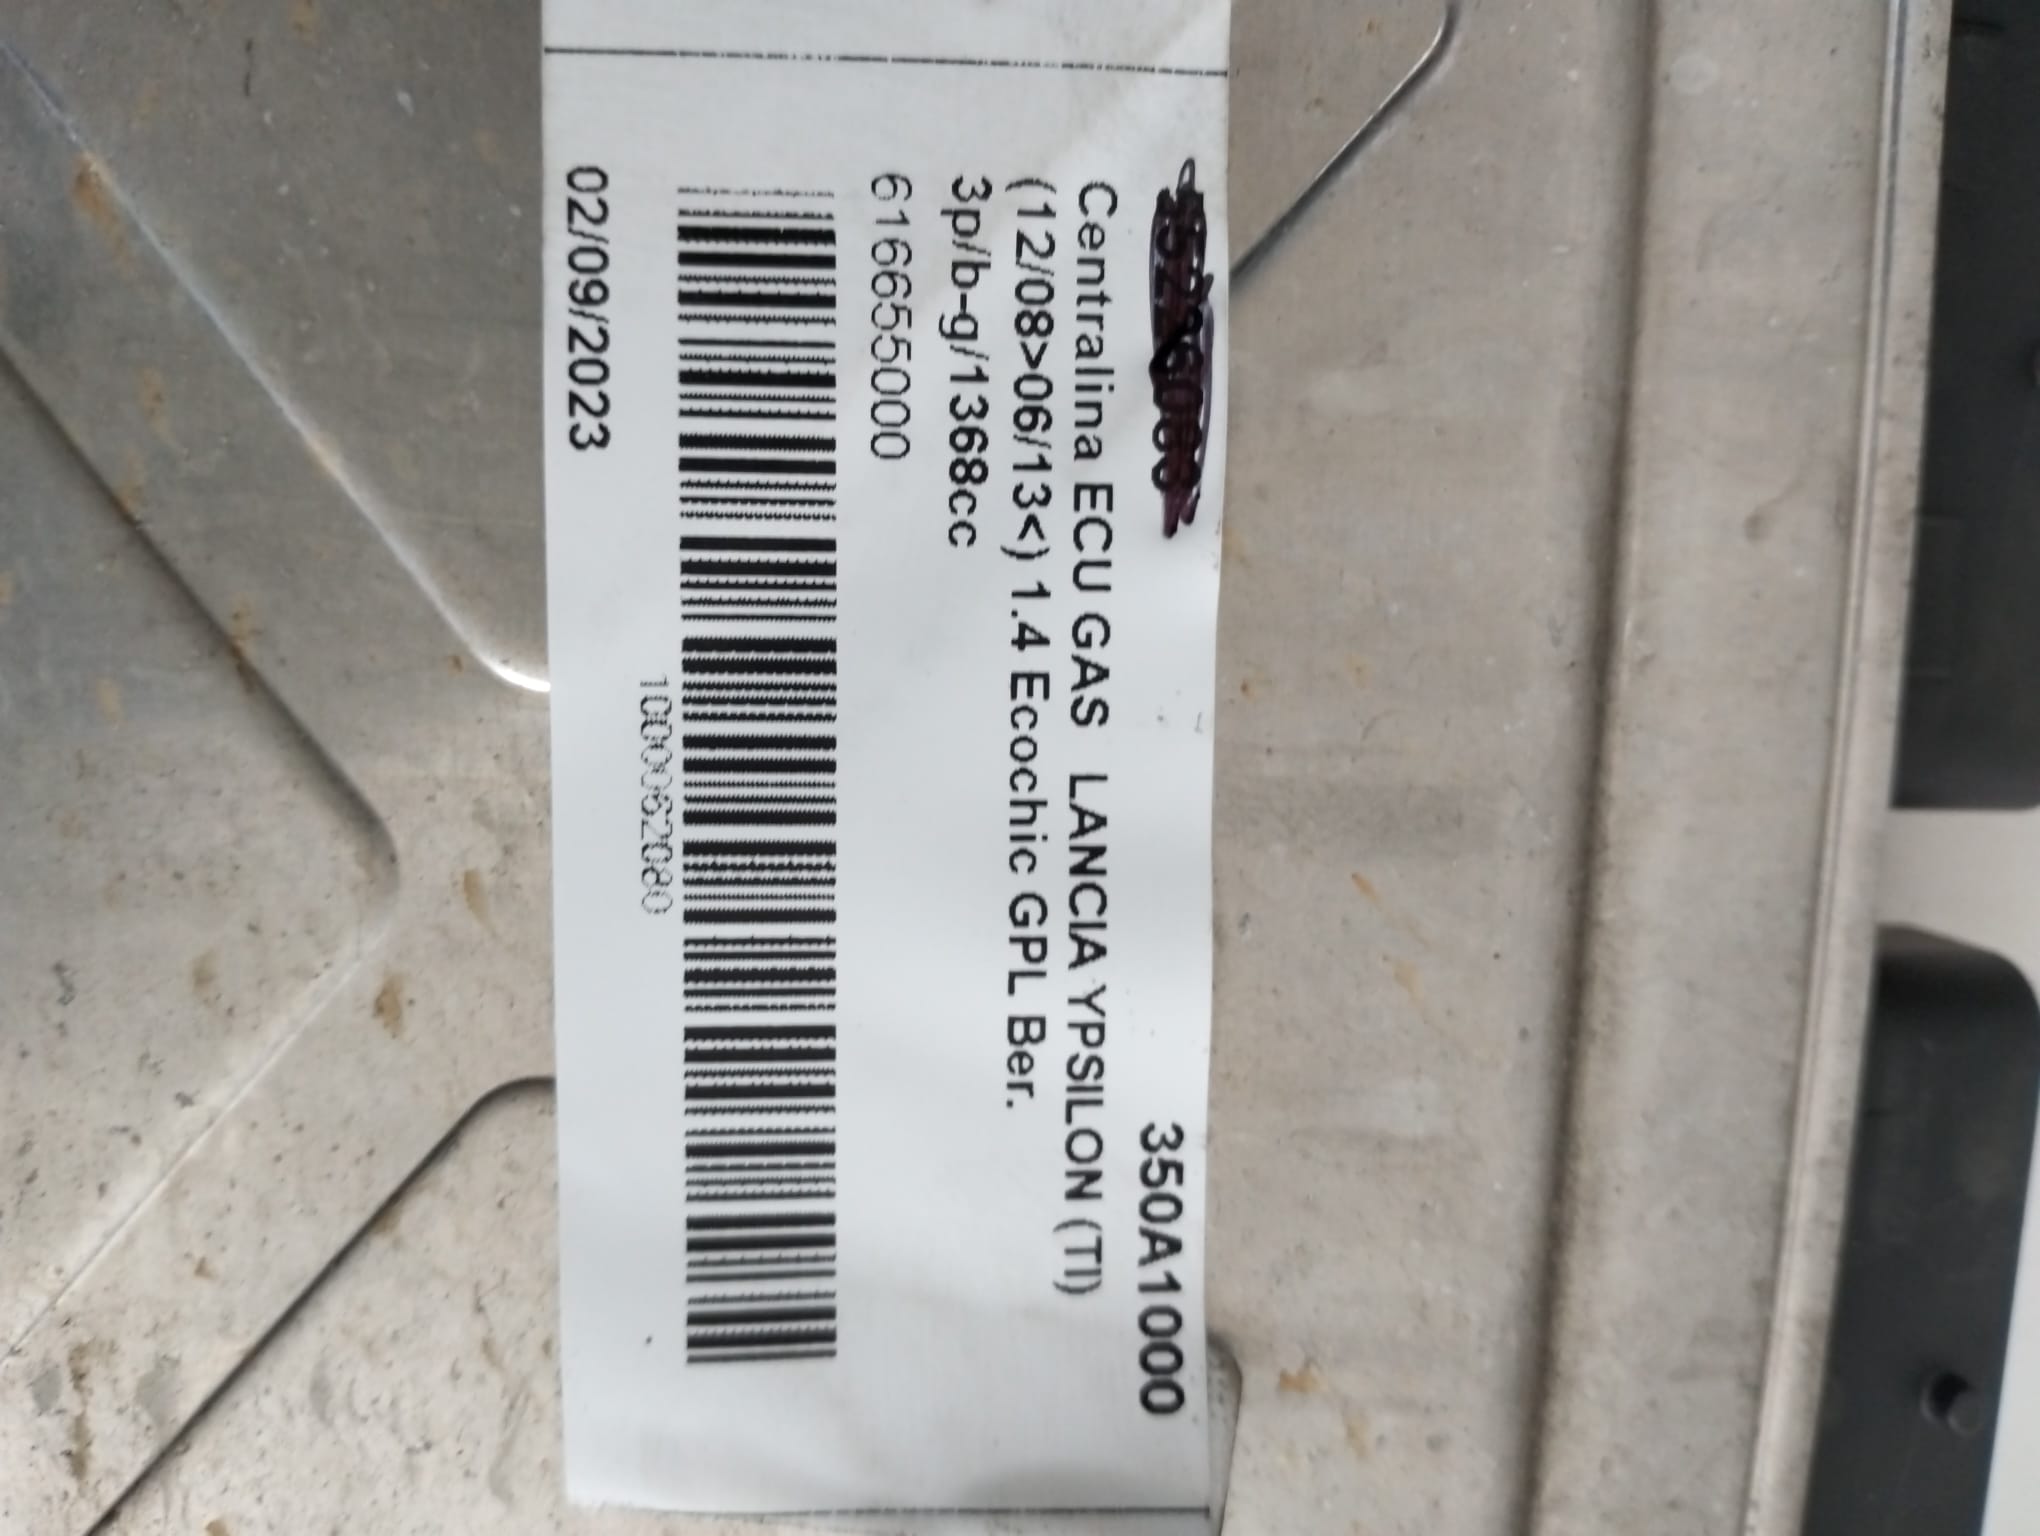 350A1000
Centralina ECU GAS LANCIA YPSILON (TI)
(12/08>06/13<) 1.4 Ecochic GPL Ber.
3p/b-g/1368cc
616655000
1000062080
02/09/2023